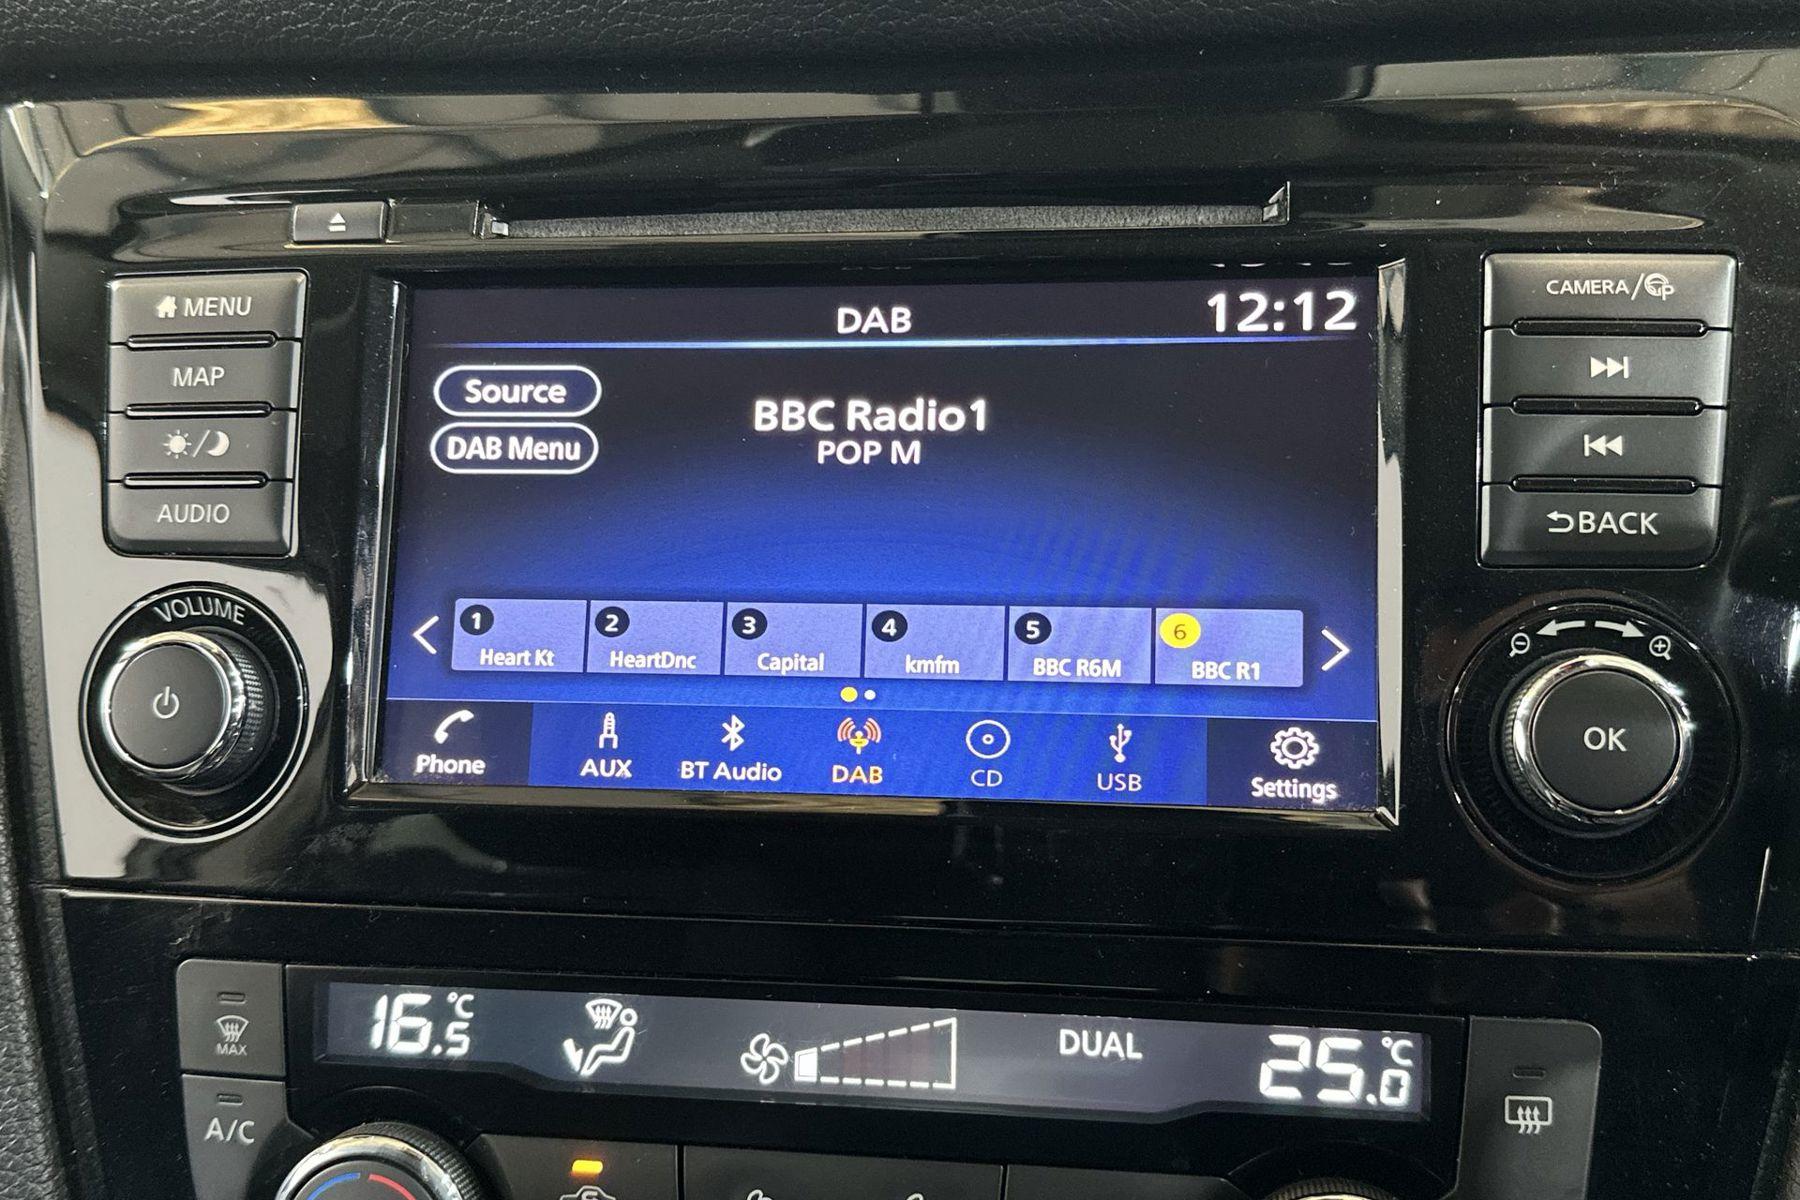 MENU
MAP
AUDIO
VOLUME
DAB
12:12
Source
DAB Menu
BBC Radio1
POP M
1
Heart Kt
2
HeartDnc
3
Capital
4
kmfm
5
BBC R6M
6
BBC R1
Phone
AUX
BT Audio
DAB
CD
USB
Settings
CAMERA/P
BACK
OK
MAX
A/C
16.5°C
DUAL
25.0°C